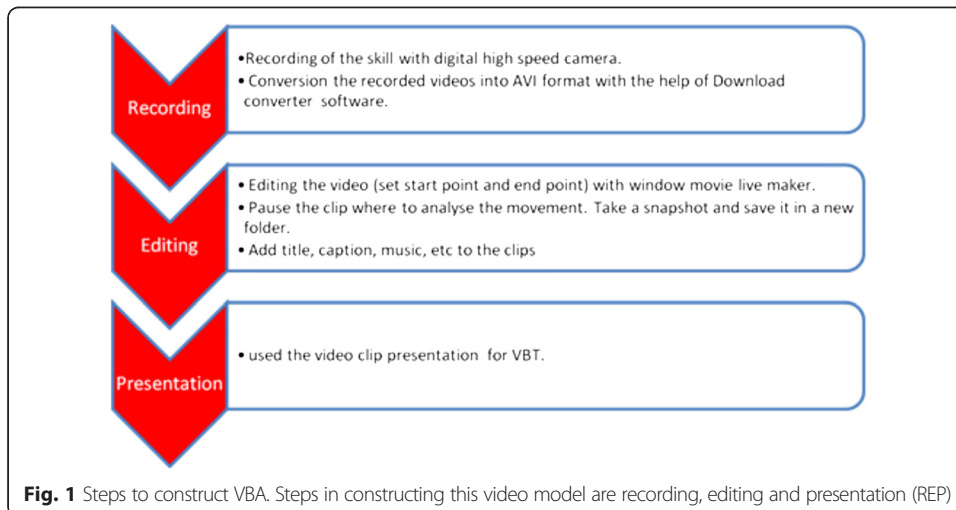 Recording
•Recording of the skill with digital high speed camera.
• Conversion the recorded videos into AVI format with the help of Download
converter software.
Editing
• Editing the video (set start point and end point) with window movie live maker.
• Pause the clip where to analyse the movement. Take a snapshot and save it in a new
folder.
• Add title, caption, music, etc to the clips
Presentation
• used the video clip presentation for VBT.
Fig. 1 Steps to construct VBA. Steps in constructing this video model are recording, editing and presentation (REP)